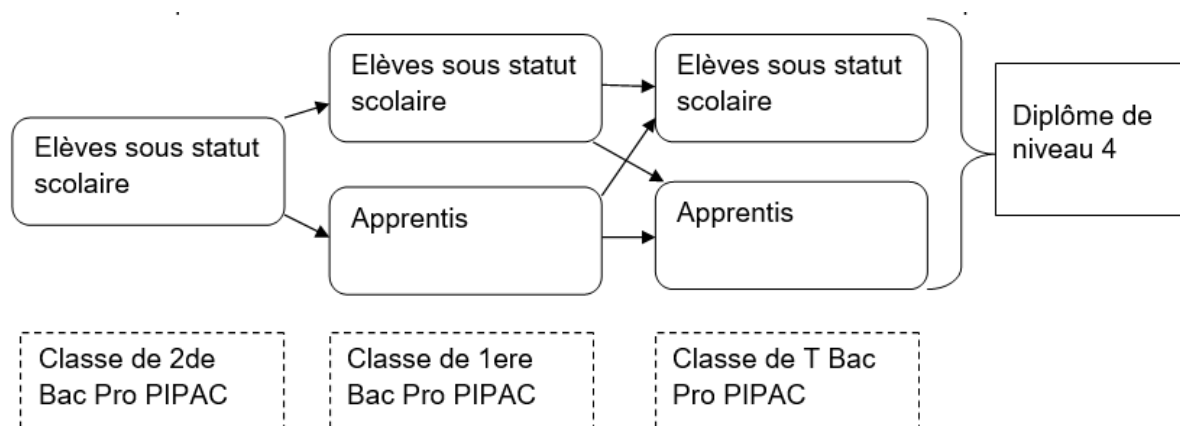 Elèves sous statut
scolaire
Elèves sous statut
scolaire
Apprentis
Elèves sous statut
scolaire
Apprentis
Diplôme de
niveau 4
Classe de 2de
Bac Pro PIPAC
Classe de 1ere
Bac Pro PIPAC
Classe de T Bac
Pro PIPAC